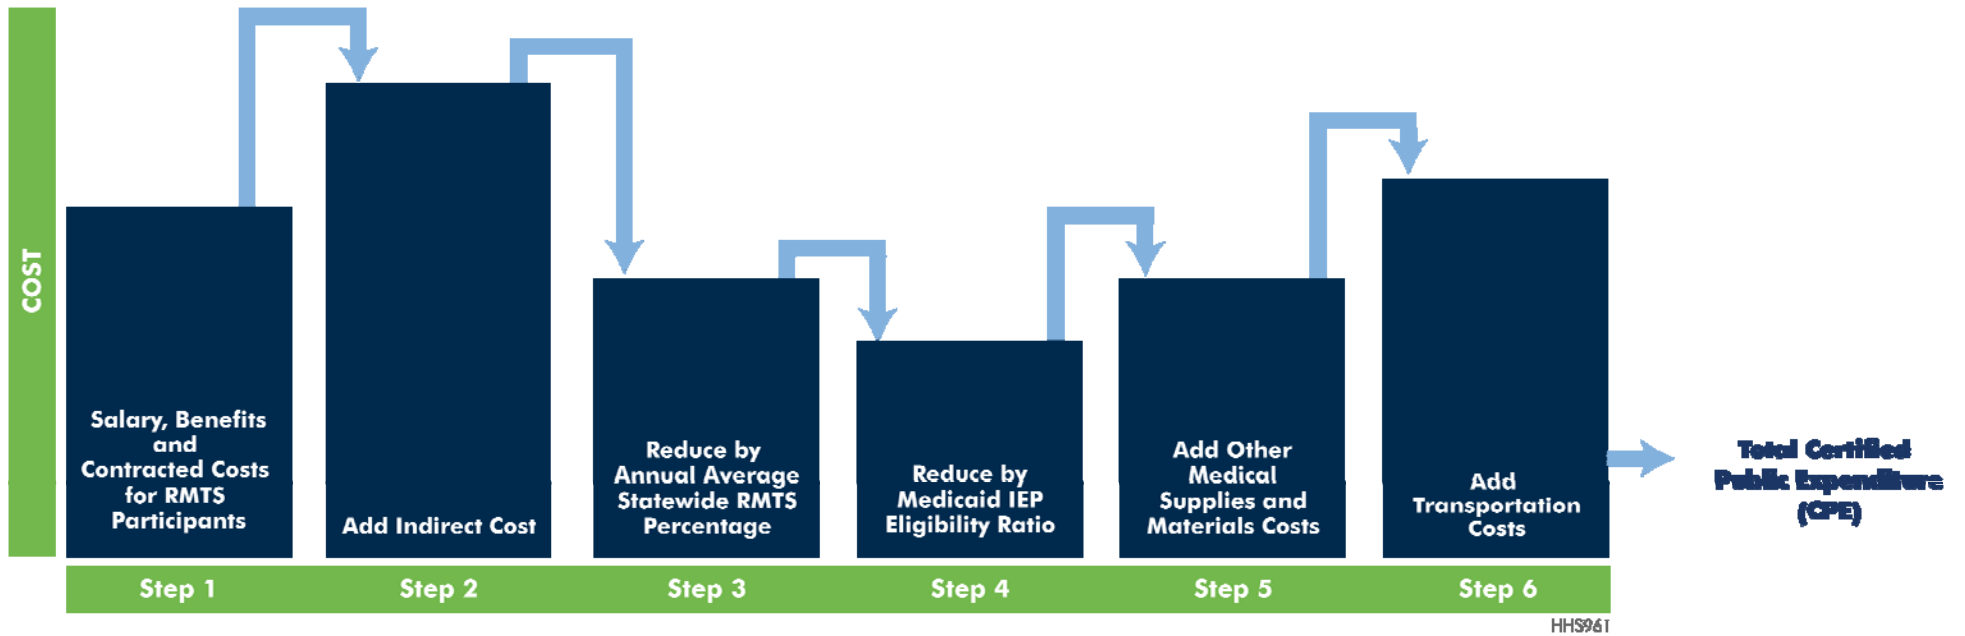 COST
Salary, Benefits
and
Contracted Costs
for RMTS
Participants
Add Indirect Cost
Reduce by
Annual Average
Statewide RMTS
Percentage
Reduce by
Medicaid IEP
Eligibility Ratio
Add Other
Medical
Supplies and
Materials Costs
Add
Transportation
Costs
Total Certified
Public Expenditure
(CPE)
Step 1
Step 2
Step 3
Step 4
Step 5
Step 6
HHS961